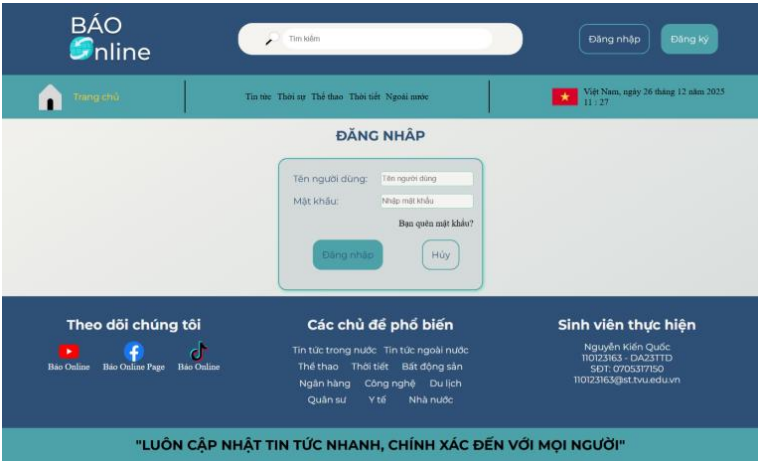 BÁO
Online
Tìm kiếm
Đăng nhập
Đăng ký
Trang chủ
Tin tức Thời sự Thể thao Thời tiết Ngoài nước
Việt Nam, ngày 26 tháng 12 năm 2025
11 : 27
ĐĂNG NHẬP
Tên người dùng: Tên người dùng
Mật khẩu: Nhập mật khẩu
Bạn quên mật khẩu?
Đăng nhập Hủy
Theo dõi chúng tôi
Báo Online Báo Online Page Báo Online
Các chủ đề phổ biến
Tin tức trong nước Tin tức ngoài nước
Thể thao Thời tiết Bất động sản
Ngân hàng Công nghệ Du lịch
Quân sự Y tế Nhà nước
Sinh viên thực hiện
Nguyễn Kiến Quốc
110123163 - DA23TTD
SĐT: 0705317150
110123163@st.tvu.edu.vn
"LUÔN CẬP NHẬT TIN TỨC NHANH, CHÍNH XÁC ĐẾN VỚI MỌI NGƯỜI"